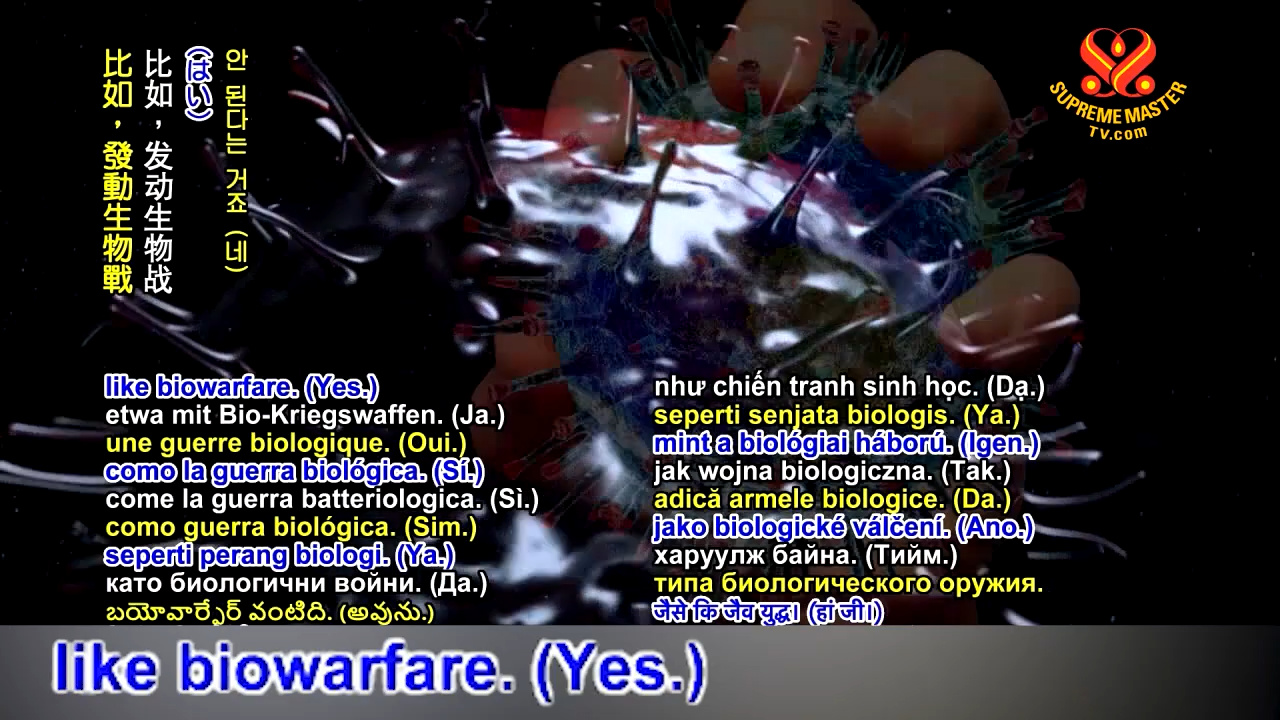 안 된다는 거죠 (네)
(はい)
比如，发动生物战
比如，發動生物戰
SUPREME MASTER
TV.com
like biowarfare. (Yes.)
etwa mit Bio-Kriegswaffen. (Ja.)
une guerre biologique. (Oui.)
como la guerra biológica. (Sí.)
come la guerra batteriologica. (Sì.)
como guerra biológica. (Sim.)
seperti perang biologi. (Ya.)
като биологични войни. (Да.)
బయోవార్ఫేర్ వంటిది. (అవును.)
như chiến tranh sinh học. (Dạ.)
seperti senjata biologis. (Ya.)
mint a biológiai háború. (Igen.)
jak wojna biologiczna. (Tak.)
adică armele biologice. (Da.)
jako biologické válčení. (Ano.)
харуулж байна. (Тийм.)
типа биологического оружия.
जैसे कि जैव युद्ध। (हां जी।)
like biowarfare. (Yes.)